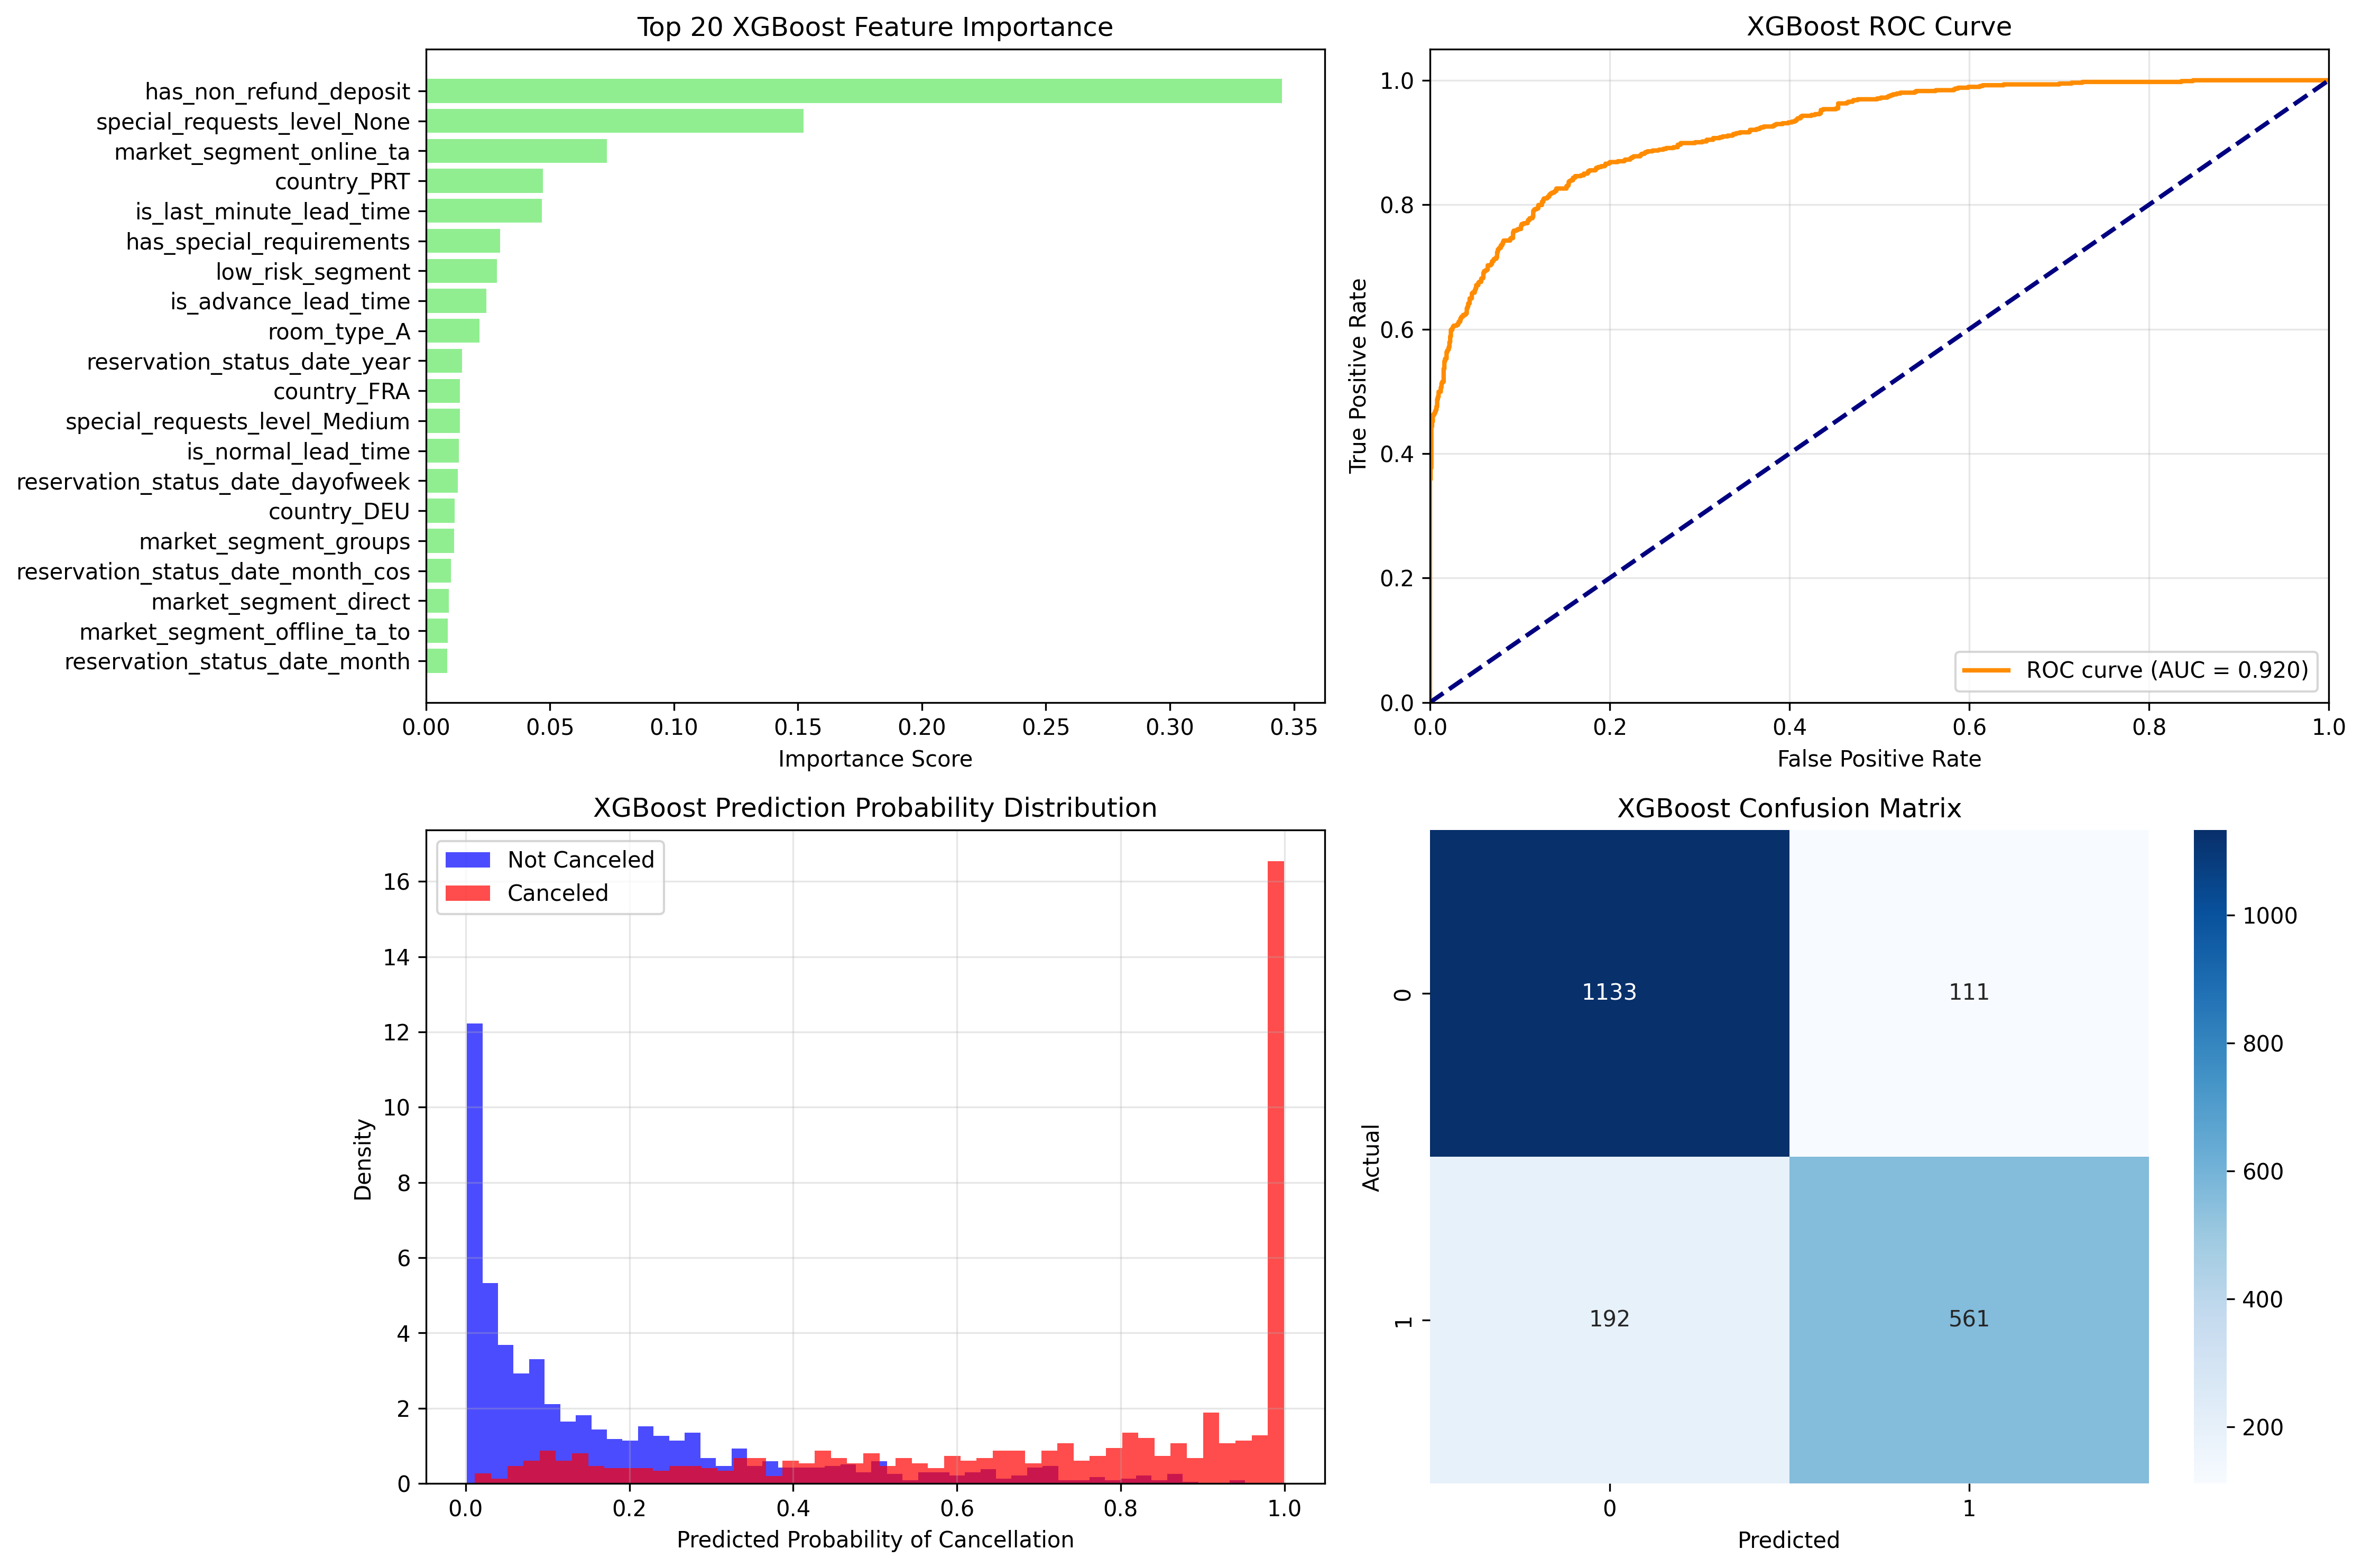 Top 20 XGBoost Feature Importance
has_non_refund_deposit
special_requests_level_None
market_segment_online_ta
country_PRT
is_last_minute_lead_time
has_special_requirements
low_risk_segment
is_advance_lead_time
room_type_A
reservation_status_date_year
country_FRA
special_requests_level_Medium
is_normal_lead_time
reservation_status_date_dayofweek
country_DEU
market_segment_groups
reservation_status_date_month_cos
market_segment_direct
market_segment_offline_ta_to
reservation_status_date_month
0.00 0.05 0.10 0.15 0.20 0.25 0.30 0.35
Importance Score
XGBoost ROC Curve
True Positive Rate
1.0
0.8
0.6
0.4
0.2
0.0
ROC curve (AUC = 0.920)
0.0 0.2 0.4 0.6 0.8 1.0
False Positive Rate
XGBoost Prediction Probability Distribution
Not Canceled
Canceled
Density
16
14
12
10
8
6
4
2
0
0.0 0.2 0.4 0.6 0.8 1.0
Predicted Probability of Cancellation
XGBoost Confusion Matrix
Actual
0
1133 111
1
192 561
0 1
Predicted
1000
800
600
400
200